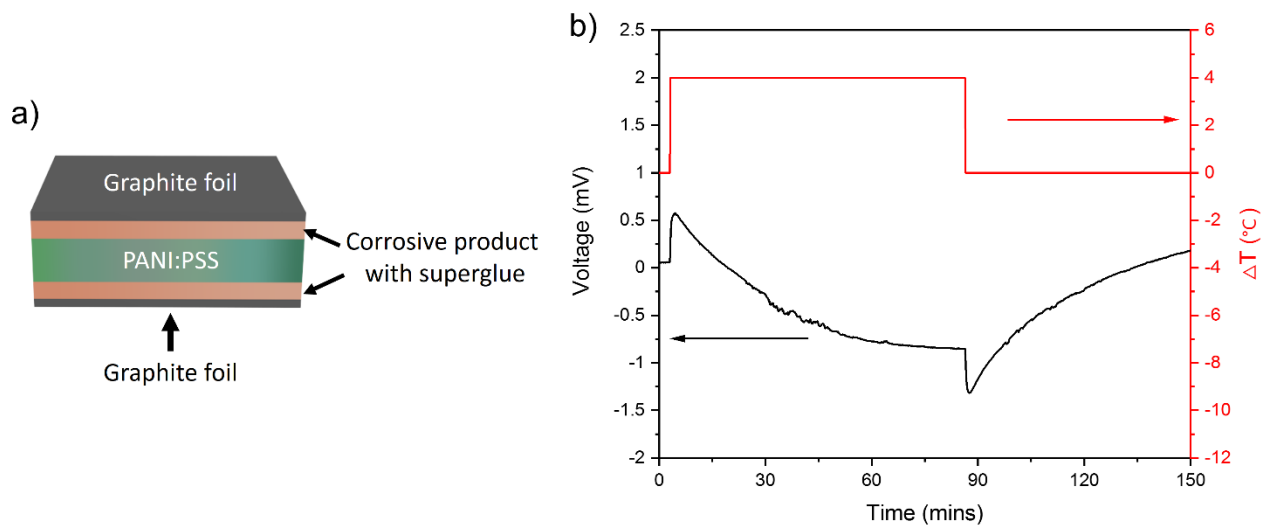 a)
Graphite foil
PANI:PSS
Corrosive product
with superglue
Graphite foil
b)
Voltage (mV)
2.5
2
1.5
1
0.5
0
-0.5
-1
-1.5
-2
6
4
2
0
-2
-4
-6
-8
-10
-12
△T (°C)
0
30
60
90
120
150
Time (mins)